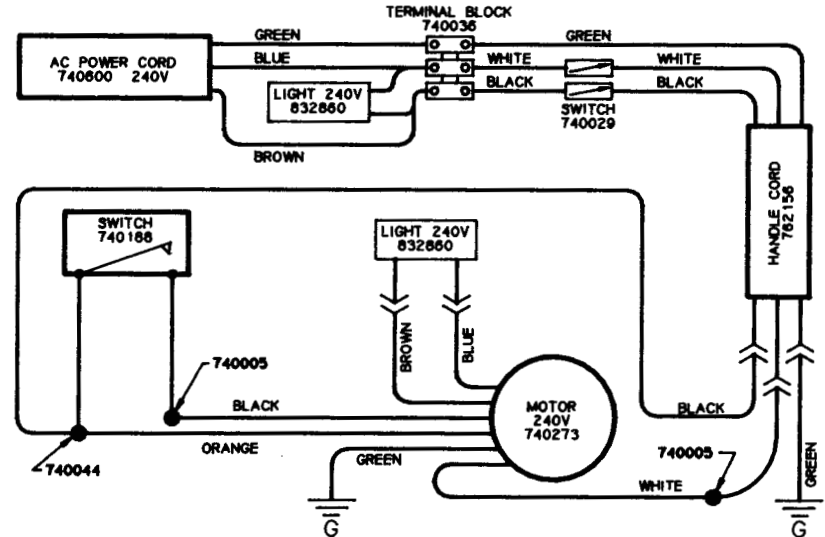 TERMINAL BLOCK
740036
GREEN
GREEN
AC POWER CORD
740600 240V
BLUE
WHITE
WHITE
LIGHT 240V
832860
BLACK
BLACK
SWITCH
740029
BROWN
HANDLE CORD
762156
SWITCH
740188
LIGHT 240V
832860
BROWN
BLUE
740005
BLACK
MOTOR
240V
740273
BLACK
ORANGE
740044
GREEN
740005
WHITE
GREEN
G
G